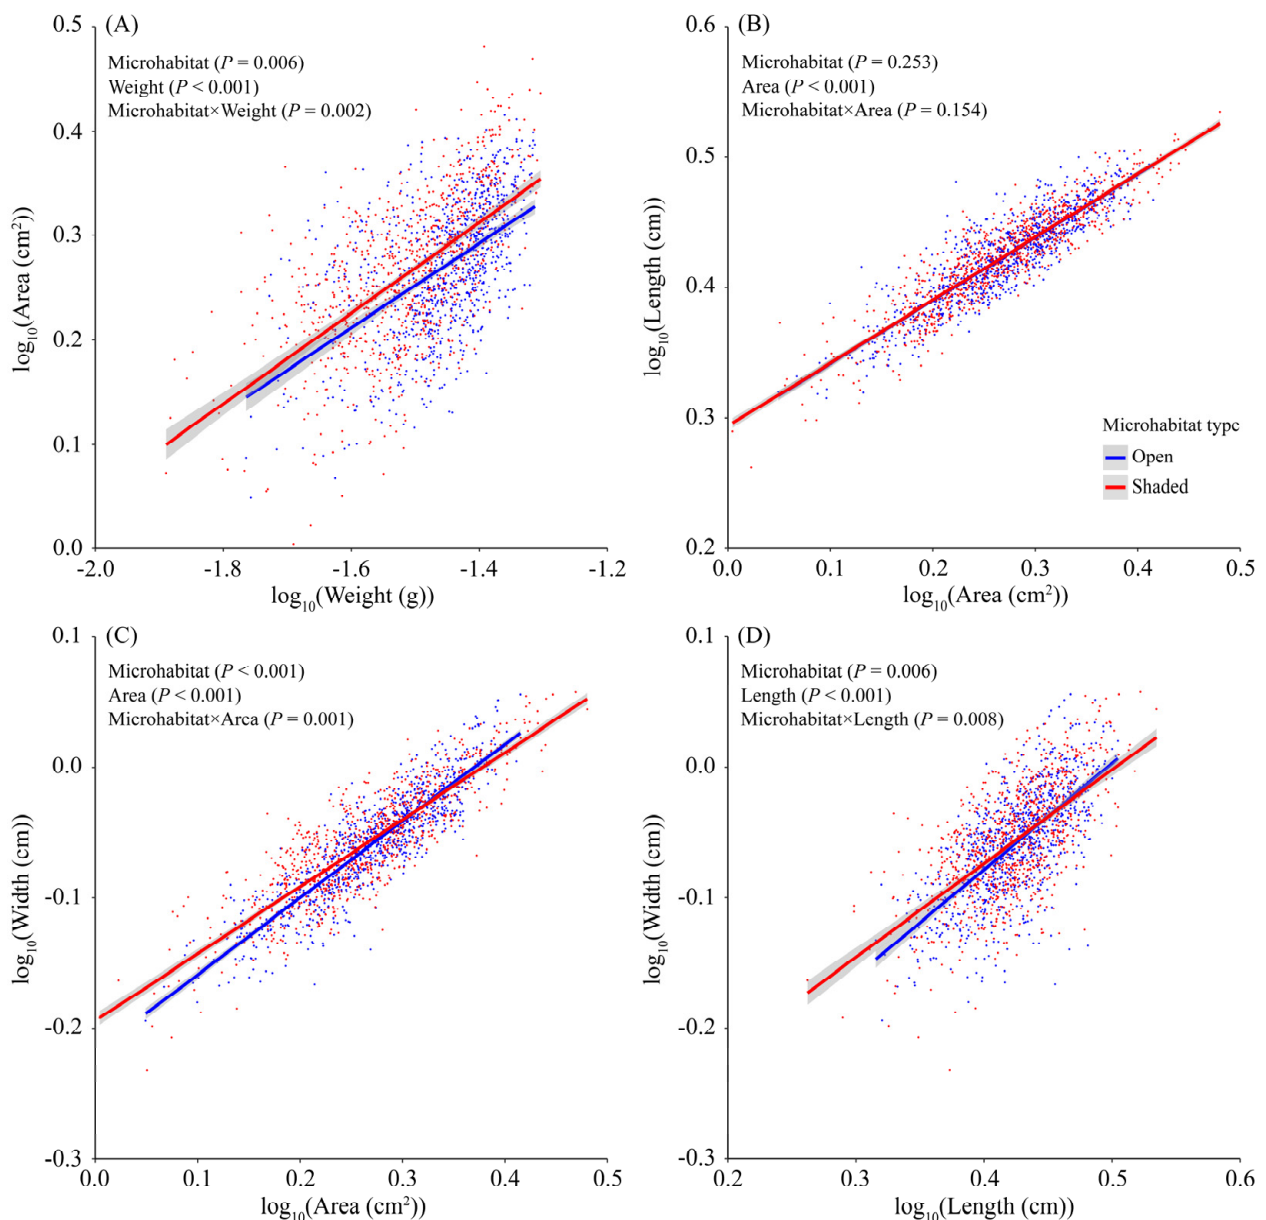 (A)
Microhabitat (P = 0.006)
Weight (P < 0.001)
Microhabitat×Weight (P = 0.002)
0.5
0.4
0.3
0.2
0.1
0.0
log10(Area (cm²))
-2.0 -1.8 -1.6 -1.4 -1.2
log10(Weight (g))
(B)
Microhabitat (P = 0.253)
Area (P < 0.001)
Microhabitat×Area (P = 0.154)
0.6
0.5
0.4
0.3
0.2
log10(Length (cm))
Microhabitat typc
Open
Shaded
0.0 0.1 0.2 0.3 0.4 0.5
log10(Area (cm²))
(C)
Microhabitat (P < 0.001)
Area (P < 0.001)
Microhabitat×Arca (P = 0.001)
0.1
0.0
-0.1
-0.2
-0.3
log10(Width (cm))
0.0 0.1 0.2 0.3 0.4 0.5
log10(Area (cm²))
(D)
Microhabitat (P = 0.006)
Length (P < 0.001)
Microhabitat×Lcngth (P = 0.008)
0.1
0.0
-0.1
-0.2
-0.3
log10(Width (cm))
0.2 0.3 0.4 0.5 0.6
log10(Length (cm))